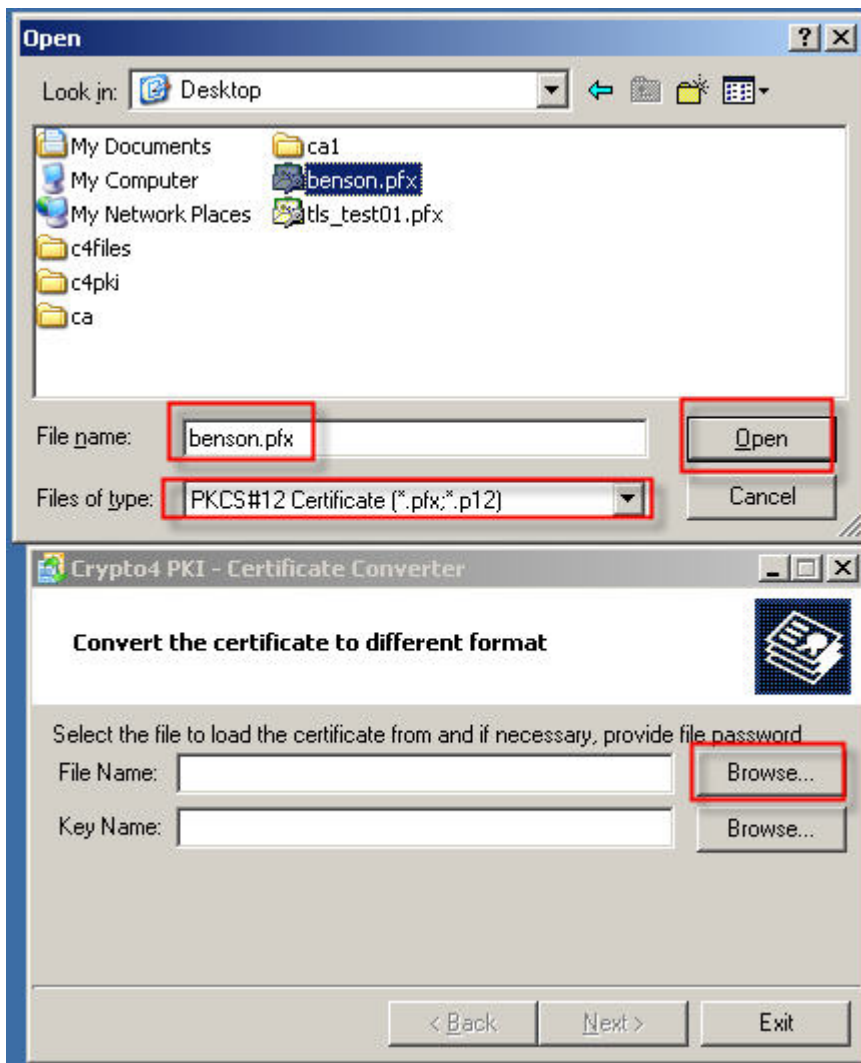 Open
Look in: Desktop
My Documents ca1
My Computer benson.pfx
My Network Places tls_test01.pfx
c4files
c4pki
ca
File name: benson.pfx Open
Files of type: PKCS#12 Certificate (*.pfx;*.p12) Cancel
Crypto4 PKI - Certificate Converter
Convert the certificate to different format
Select the file to load the certificate from and if necessary, provide file password
File Name: Browse...
Key Name: Browse...
< Back Next > Exit